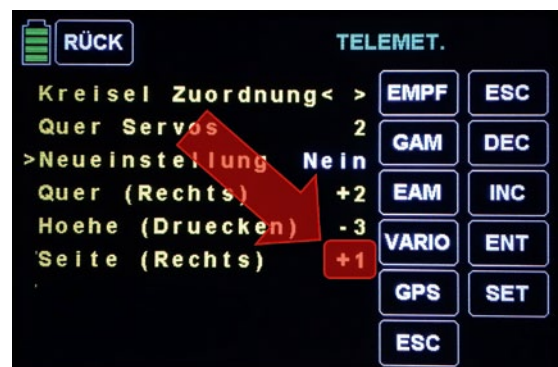 RÜCK
TELEMET.
Kreisel Zuordnung< >
Quer Servos 2
>Neueinstellung Nein
Quer (Rechts) +2
Hoehe (Druecken) -3
Seite (Rechts) +1
EMPF ESC
GAM DEC
EAM INC
VARIO ENT
GPS SET
ESC